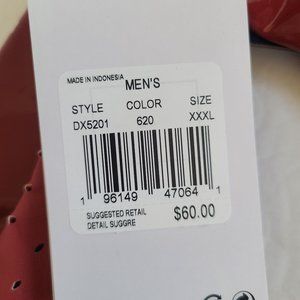 MADE IN INDONESIA
MEN'S
STYLE COLOR SIZE
DX5201 620 XXXL
1 96149 47064 1
SUGGESTED RETAIL $60.00
DETAIL SUGGRE